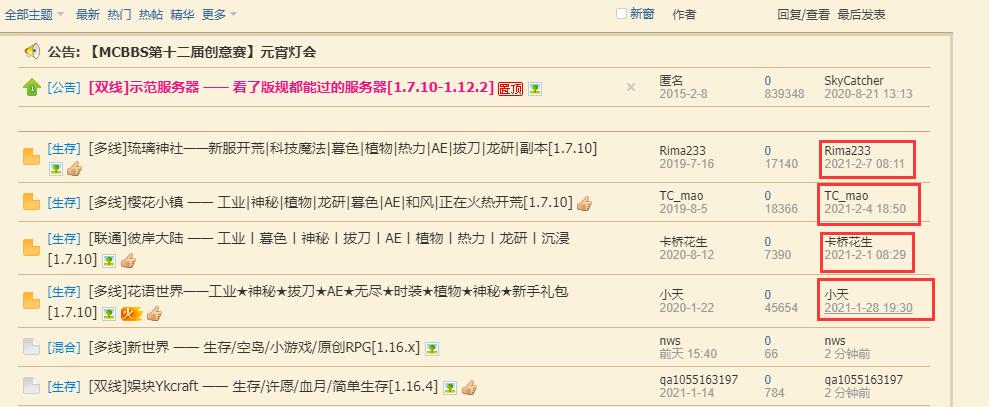 全部主题 最新 热门 热帖 精华 更多 新窗 作者 回复/查看 最后发表
公告: 【MCBBS第十二届创意赛】元宵灯会
[公告] [双线]示范服务器 —— 看了版规都能过的服务器[1.7.10-1.12.2] 置顶 × 匿名 0 SkyCatcher
2015-2-8 839348 2020-8-21 13:13
[生存] [多线]琉璃神社——新服开荒|科技魔法|暮色|植物|热力|AE|拔刀|龙研|副本[1.7.10] Rima233 0 Rima233
2019-7-16 17140 2021-2-7 08:11
[生存] [多线]樱花小镇 —— 工业|神秘|植物|龙研|暮色|AE|和风|正在火热开荒[1.7.10] TC_mao 0 TC_mao
2019-8-5 18366 2021-2-4 18:50
[生存] [联通]彼岸大陆 —— 工业丨暮色丨神秘丨拔刀丨AE丨植物丨热力丨龙研丨沉浸 卡桥花生 0 卡桥花生
[1.7.10] 2020-8-12 7390 2021-2-1 08:29
[生存] [多线]花语世界——工业★神秘★拔刀★AE★无尽★时装★植物★神秘★新手礼包 小天 0 小天
[1.7.10] 火 2020-1-22 45654 2021-1-28 19:30
[混合] [多线]新世界 —— 生存/空岛/小游戏/原创RPG[1.16.x] nws 0 nws
前天 15:40 66 2 分钟前
[生存] [双线]娱块Ykcraft —— 生存/许愿/血月/简单生存[1.16.4] qa1055163197 0 qa1055163197
2021-1-14 784 2 分钟前